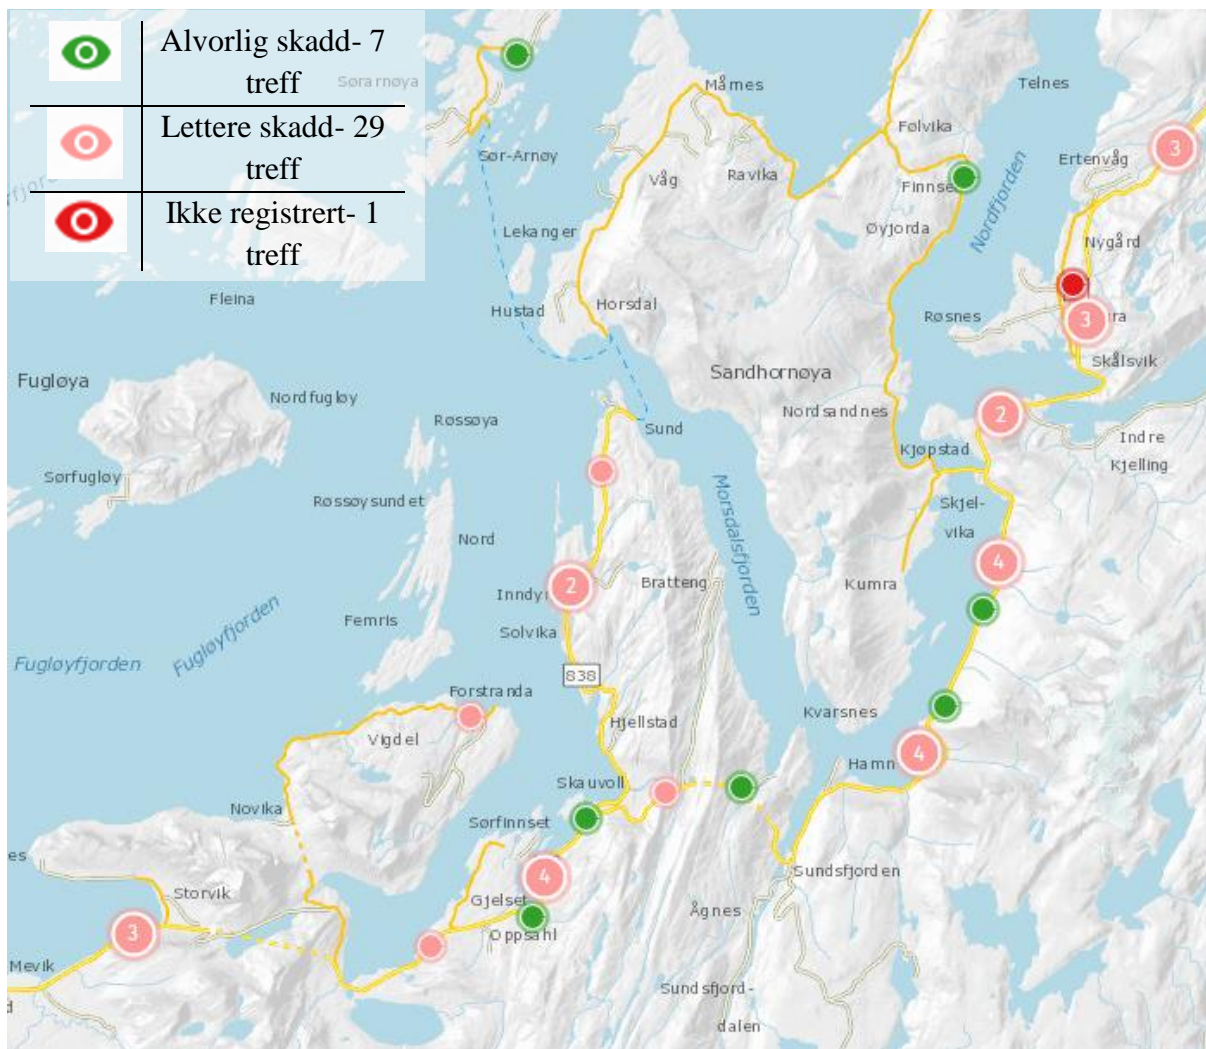 Alvorlig skadd- 7
treff
Lettere skadd- 29
treff
Ikke registrert- 1
treff
Sørarnøya
Måmes
Telnes
Følvika
Ertenvåg
3
Sør-Arnøy
Våg
Ravika
Finnse
Nordfjorden
Lekanger
Øyjorda
Nygård
Fleina
Hustad
Horsdal
Røsnes
3
ra
Skålsvik
Fugløya
Nordfugløy
Sandhornøya
Røssøya
Sund
Nordsandnes
2
Indre
Kjelling
Kjøpstad
Sørfugløy
Røssøysundet
Morsdalsfjorden
Skjel-
vika
Nord
4
2
Inndy
Bratteng
Kumra
Femris
Solvika
Fugløyfjorden
Fugløyfjorden
838
Forstranda
Hjellstad
Kvarsnes
Vigdel
4
Hamn
Skauvoll
Novika
Sørfinnset
es
4
Sundsfjorden
Storvik
Gjelset
Ågnes
3
Oppsahl
Mevik
Sundsfjord-
dalen
d